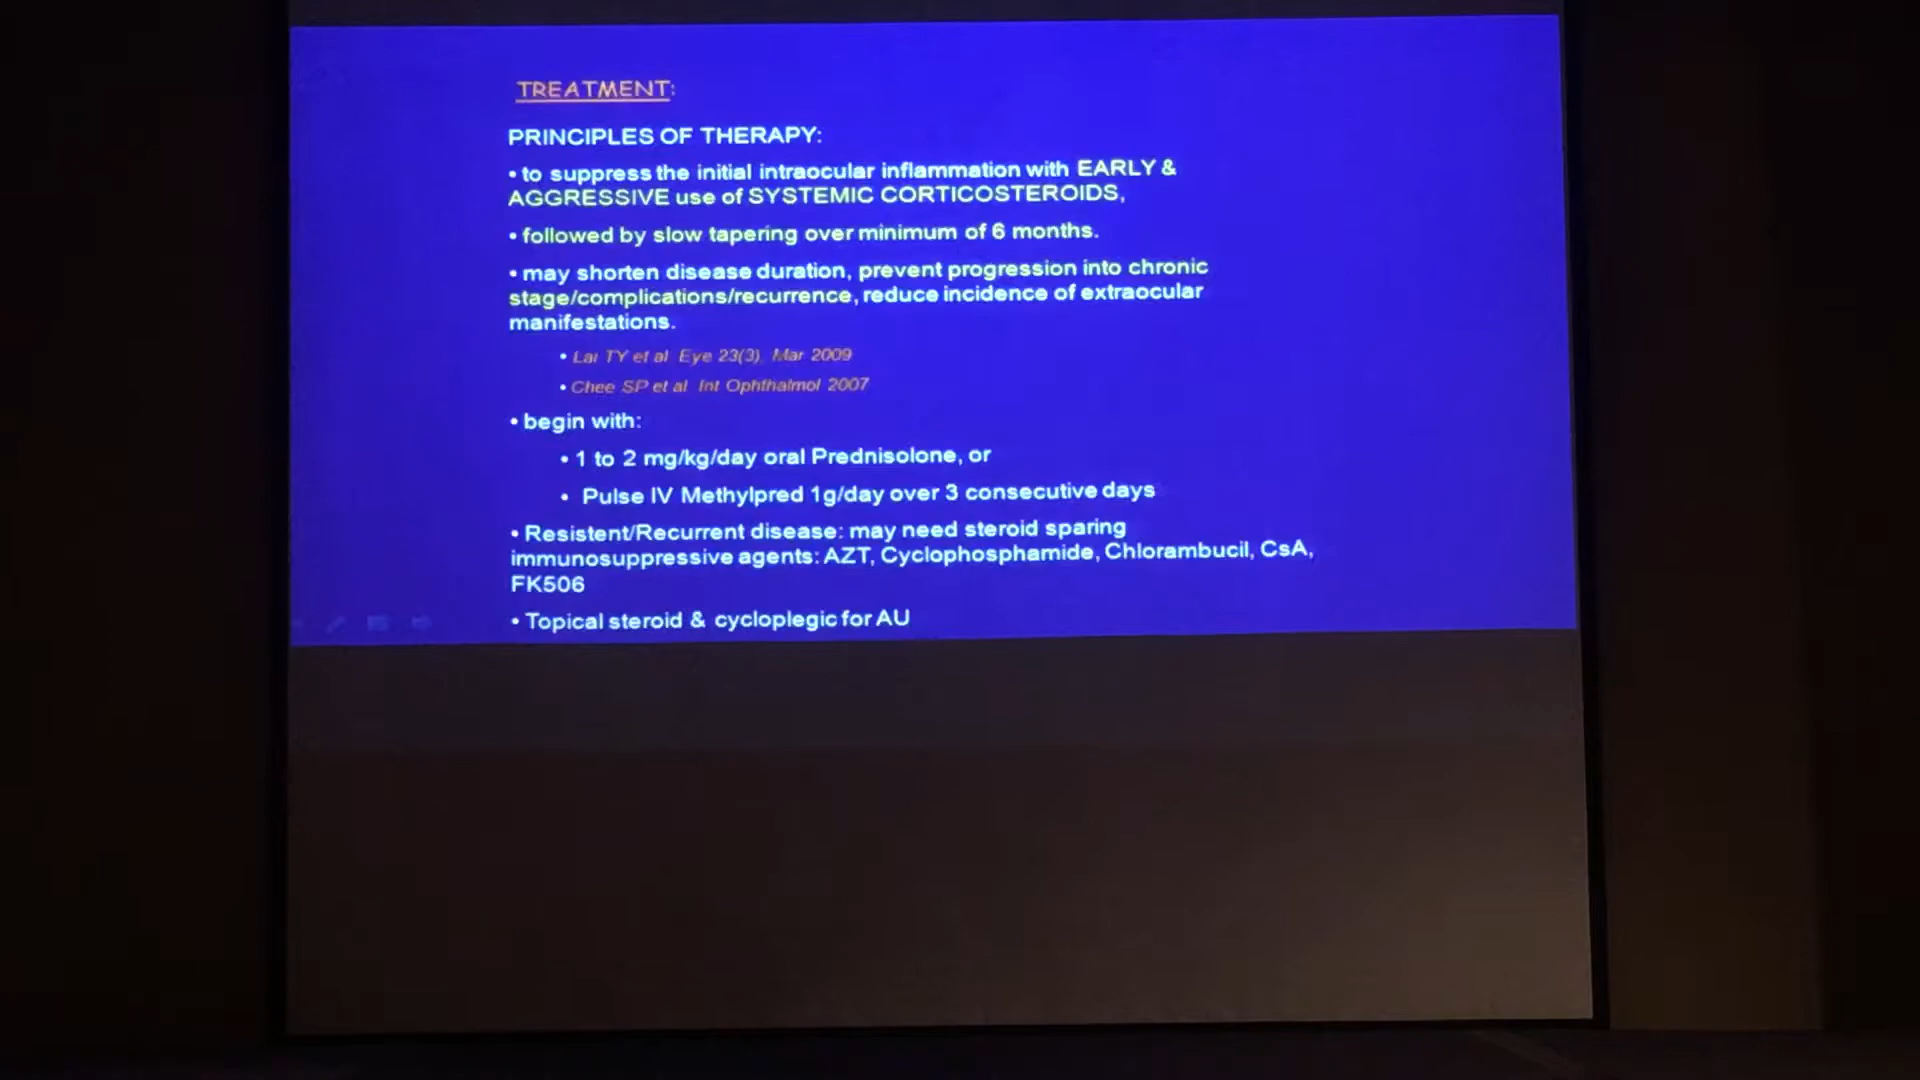 TREATMENT:
PRINCIPLES OF THERAPY:
• to suppress the initial intraocular inflammation with EARLY &
AGGRESSIVE use of SYSTEMIC CORTICOSTEROIDS,
• followed by slow tapering over minimum of 6 months.
• may shorten disease duration, prevent progression into chronic
stage/complications/recurrence, reduce incidence of extraocular
manifestations.
• Lai TY et al Eye 23(3), Mar 2009
• Chee SP et al Int Ophthalmol 2007
• begin with:
• 1 to 2 mg/kg/day oral Prednisolone, or
• Pulse IV Methylpred 1g/day over 3 consecutive days
• Resistent/Recurrent disease: may need steroid sparing
immunosuppressive agents: AZT, Cyclophosphamide, Chlorambucil, CsA,
FK506
• Topical steroid & cycloplegic for AU